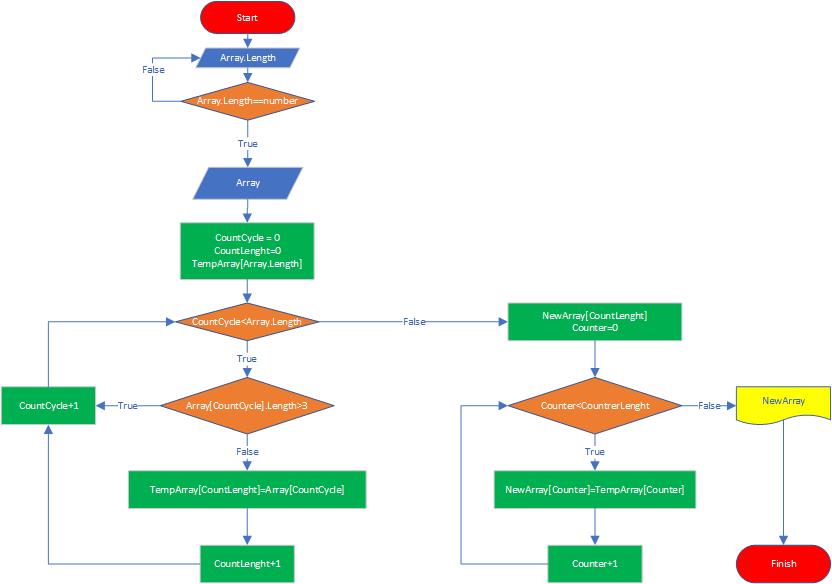 Start
Array.Length
False
Array.Length==number
True
Array
CountCycle = 0
CountLenght=0
TempArray[Array.Length]
CountCycle<Array.Length
False
NewArray[CountLenght]
Counter=0
True
CountCycle+1
True
Array[CountCycle].Length>3
Counter<CountrerLenght
False
NewArray
False
True
TempArray[CountLenght]=Array[CountCycle]
NewArray[Counter]=TempArray[Counter]
CountLenght+1
Counter+1
Finish